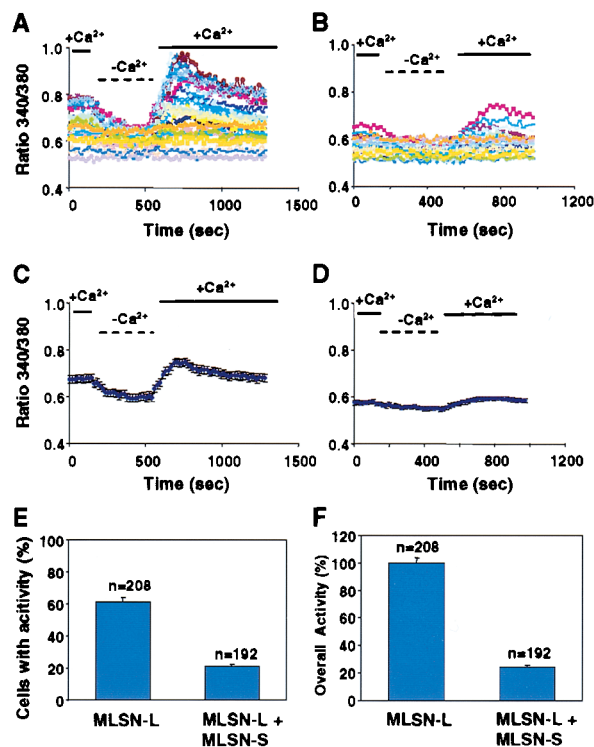 A
+Ca²⁺
+Ca²⁺
-Ca²⁺
Ratio 340/380
1.0
0.8
0.6
0.4
0
500
1000
1500
Time (sec)
B
+Ca²⁺
+Ca²⁺
-Ca²⁺
1.0
0.8
0.6
0.4
0
400
800
1200
Time (sec)
C
+Ca²⁺
+Ca²⁺
-Ca²⁺
Ratio 340/380
1.0
0.8
0.6
0.4
0
500
1000
1500
Time (sec)
D
+Ca²⁺
+Ca²⁺
-Ca²⁺
1.0
0.8
0.6
0.4
0
400
800
1200
Time (sec)
E
Cells with acitivity (%)
100
80
60
40
20
0
n=208
n=192
MLSN-L
MLSN-L +
MLSN-S
F
Overall Activity (%)
120
100
80
60
40
20
0
n=208
n=192
MLSN-L
MLSN-L +
MLSN-S